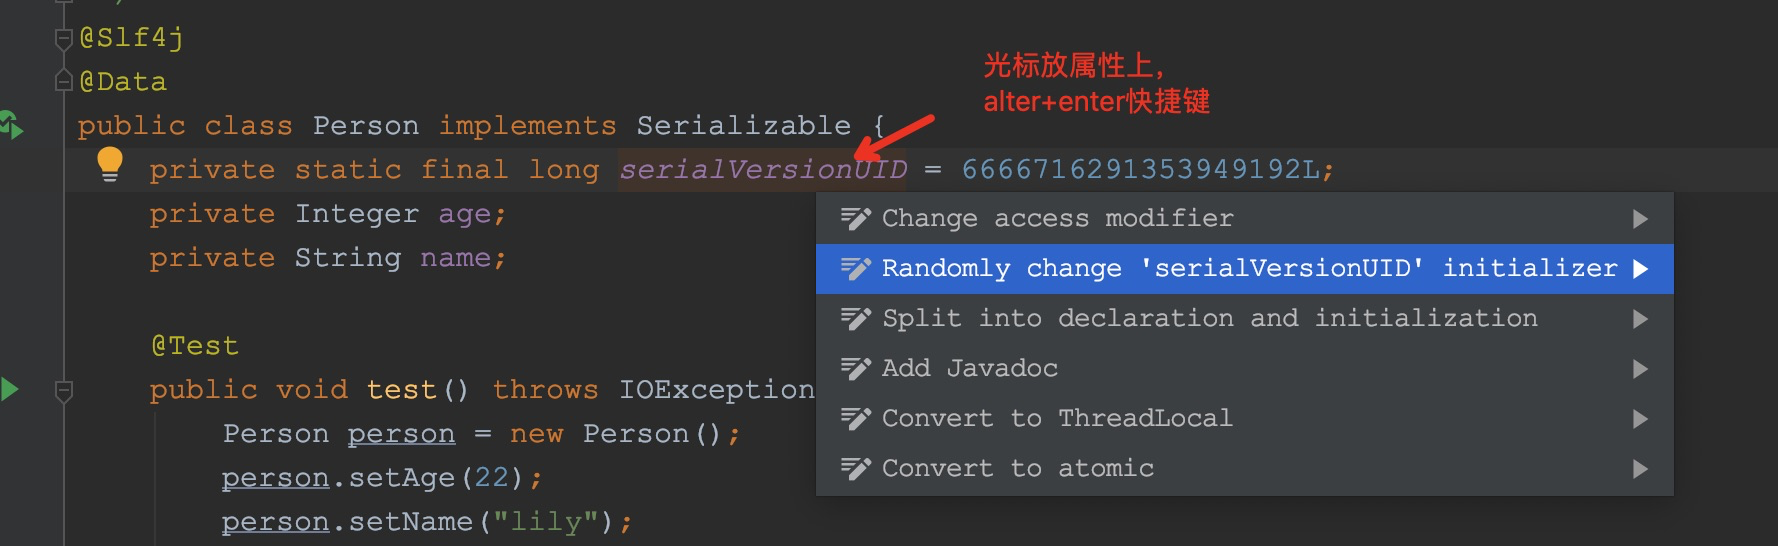 @Slf4j
@Data
public class Person implements Serializable {
private static final long serialVersionUID = 6666716291353949192L;
private Integer age;
private String name;
@Test
public void test() throws IOException
Person person = new Person();
person.setAge(22);
person.setName("lily");
光标放属性上，
alter+enter快捷键
Change access modifier
Randomly change 'serialVersionUID' initializer
Split into declaration and initialization
Add Javadoc
Convert to ThreadLocal
Convert to atomic